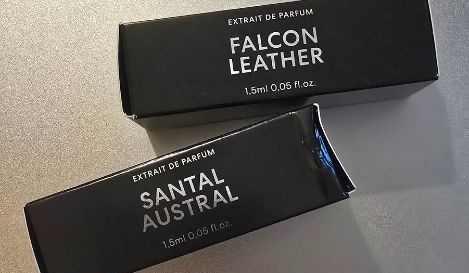 EXTRAIT DE PARFUM
FALCON
LEATHER
1.5ml 0.05 fl.oz.
EXTRAIT DE PARFUM
SANTAL
AUSTRAL
1.5ml 0.05 fl.oz.